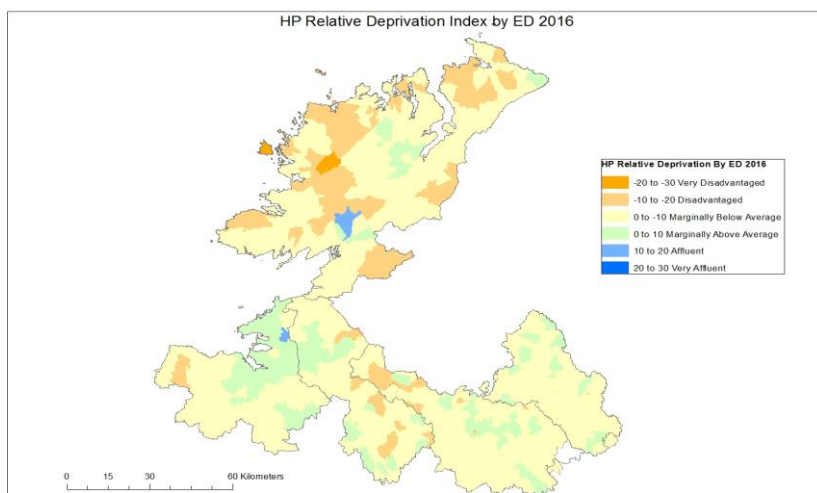 HP Relative Deprivation Index by ED 2016
HP Relative Deprivation By ED 2016
-20 to -30 Very Disadvantaged
-10 to -20 Disadvantaged
0 to -10 Marginally Below Average
0 to 10 Marginally Above Average
10 to 20 Affluent
20 to 30 Very Affluent
0 15 30 60 Kilometers